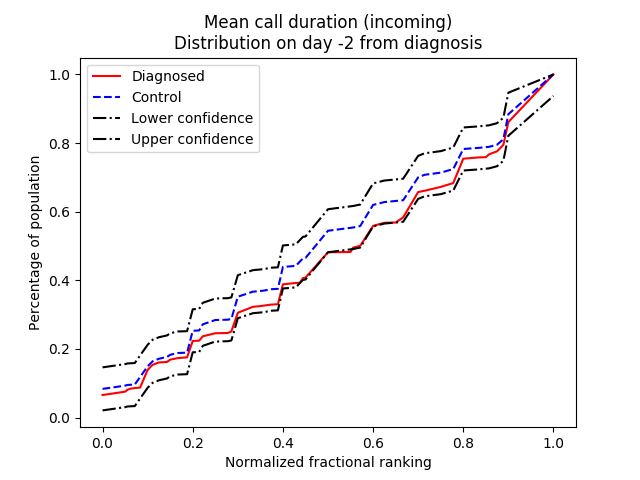 Mean call duration (incoming)
Distribution on day -2 from diagnosis
Diagnosed
Control
Lower confidence
Upper confidence
Percentage of population
1.0
0.8
0.6
0.4
0.2
0.0
0.0 0.2 0.4 0.6 0.8 1.0
Normalized fractional ranking